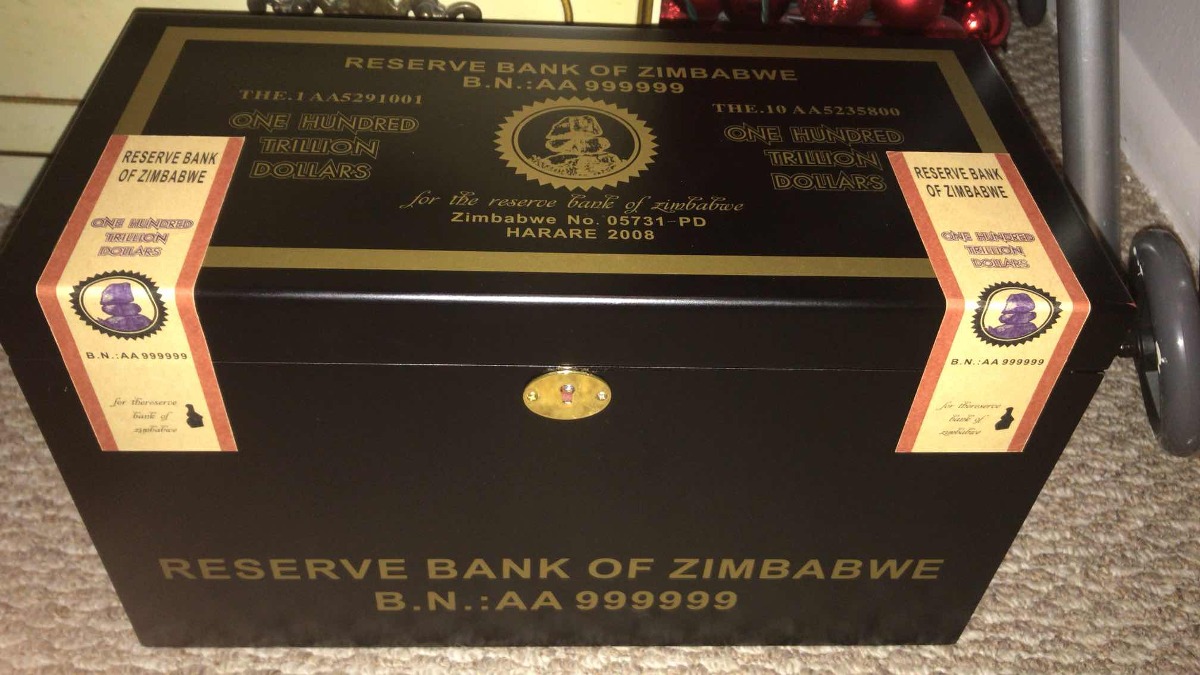 RESERVE BANK OF ZIMBABWE
B.N.:AA 999999
THE.1 AA5291001
ONE HUNDRED
TRILLION
DOLLARS
THE.10 AA5235800
ONE HUNDRED
TRILLION
DOLLARS
for the reserve bank of zimbabwe
Zimbabwe No. 05731-PD
HARARE 2008
RESERVE BANK
OF ZIMBABWE
ONE HUNDRED
TRILLION
DOLLARS
B.N.:AA 999999
for thereserve
bank of
zimbabwe
RESERVE BANK
OF ZIMBABWE
ONE HUNDRED
TRILLION
DOLLARS
B.N.:AA 999999
for thereserve
bank of
zimbabwe
RESERVE BANK OF ZIMBABWE
B.N.:AA 999999